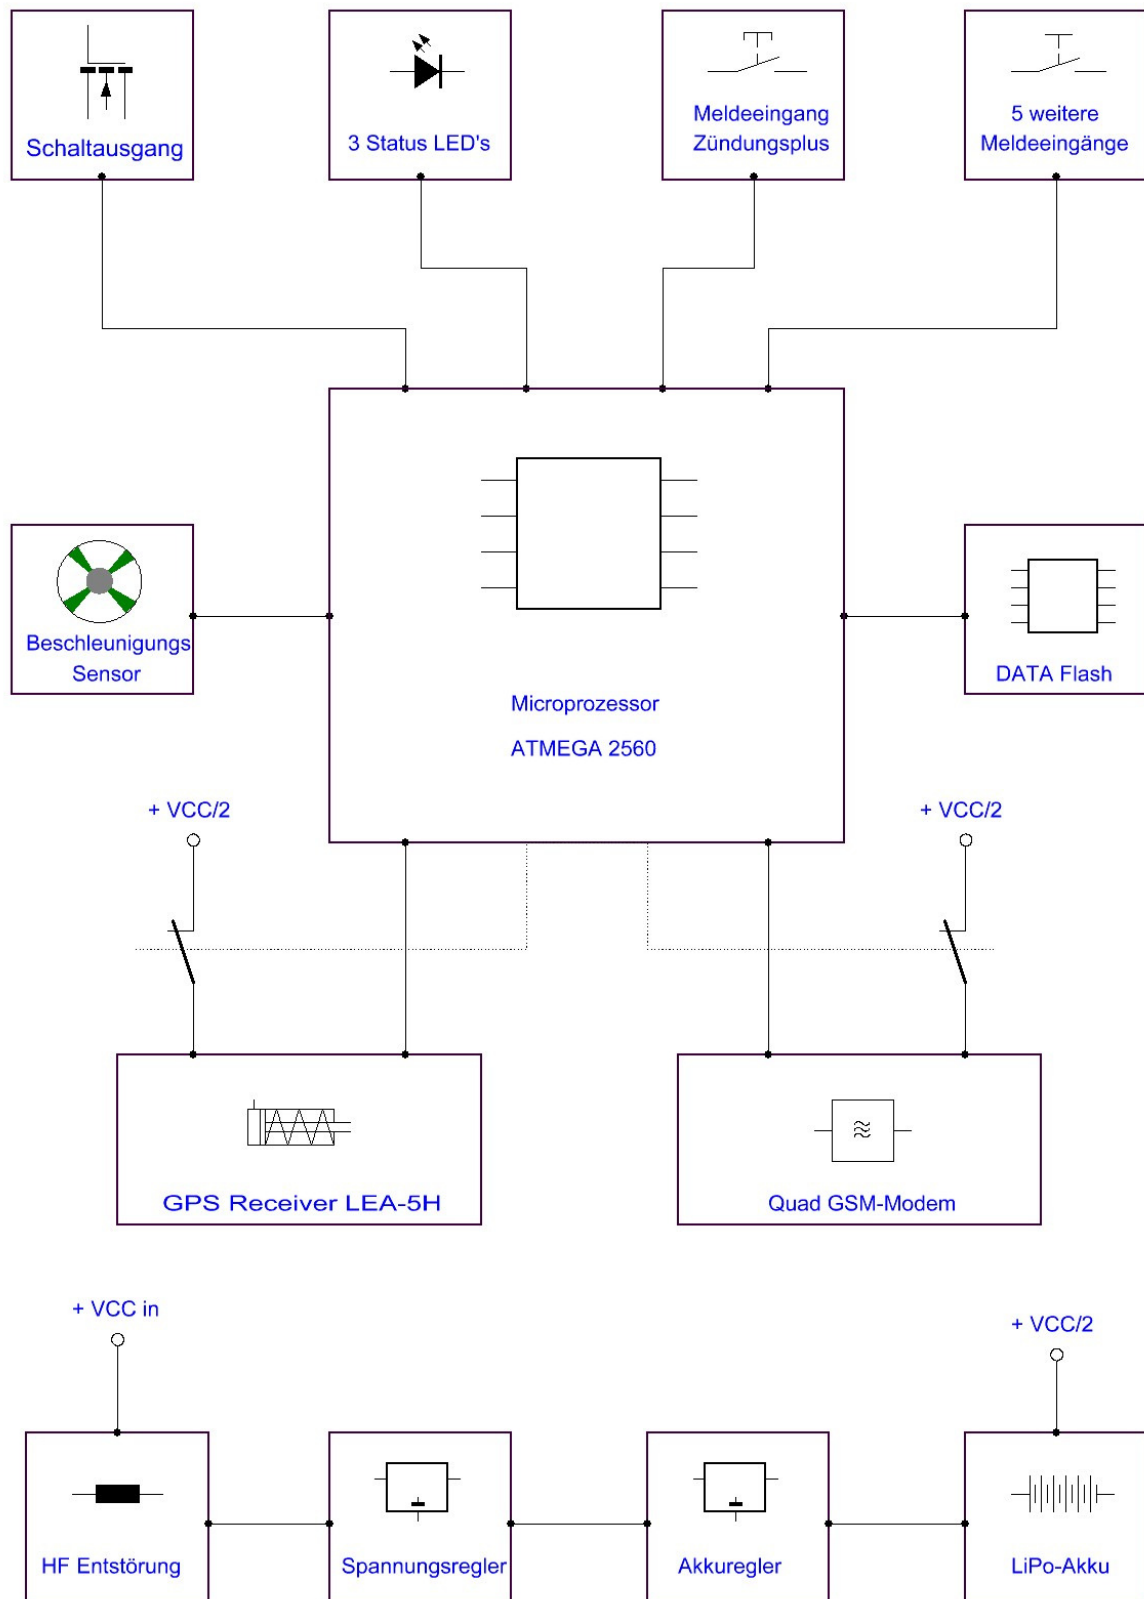 Schaltausgang
3 Status LED's
Meldeeingang
Zündungsplus
5 weitere
Meldeeingänge
Beschleunigungs
Sensor
Microprozessor
ATMEGA 2560
DATA Flash
+ VCC/2
+ VCC/2
GPS Receiver LEA-5H
Quad GSM-Modem
+ VCC in
+ VCC/2
HF Entstörung
Spannungsregler
Akkuregler
LiPo-Akku